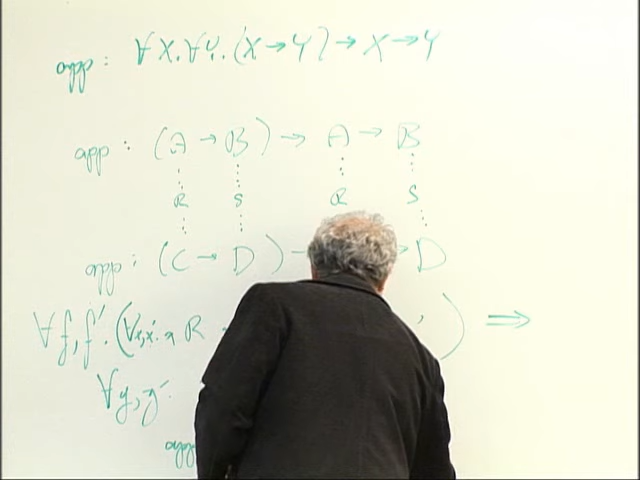 app : ∀X.∀Y. (X → Y) → X → Y
app : (A → B) → A → B
R S R S
app : (C → D) → D
∀f,f'. (∀x,x'. x R ' ) ⇒
∀y,y'.
app